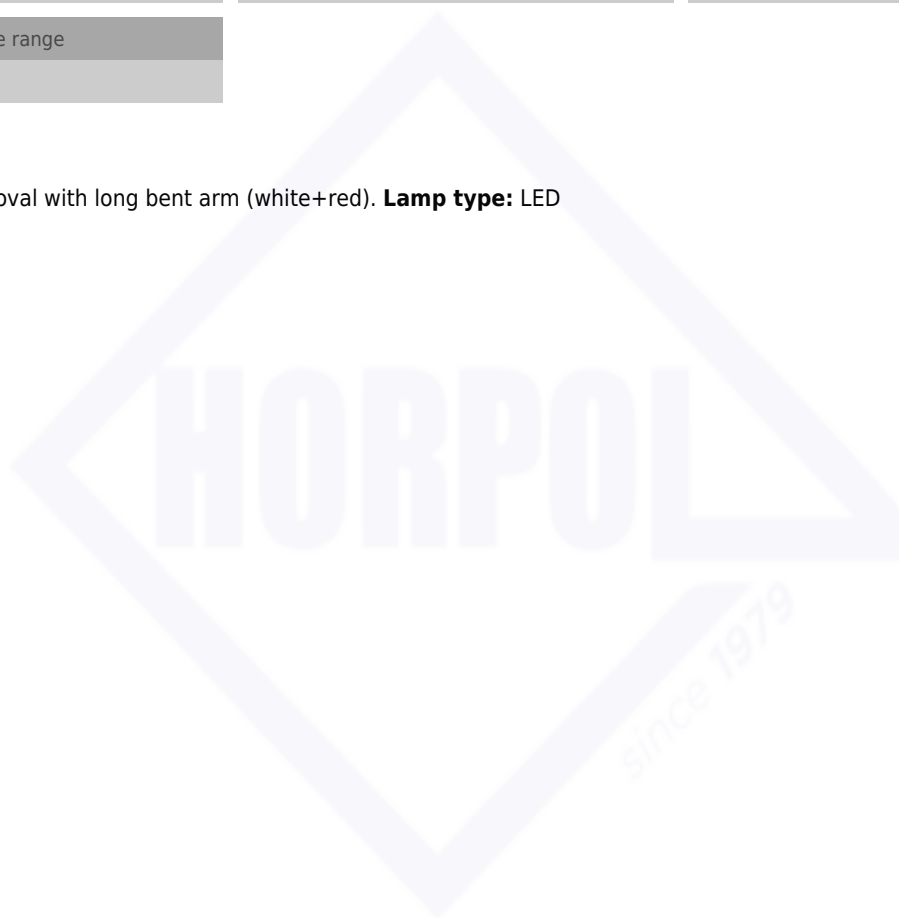 e range
oval with long bent arm (white+red). Lamp type: LED
HORPOL
since 1979